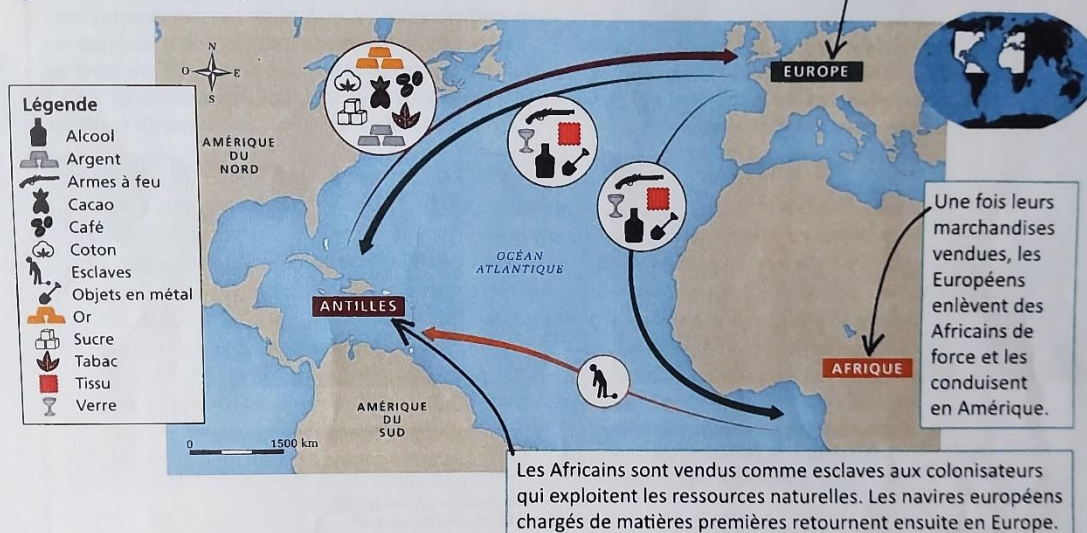 Légende
Alcool
Argent
Armes à feu
Cacao
Café
Coton
Esclaves
Objets en métal
Or
Sucre
Tabac
Tissu
Verre
N
O
E
S
AMÉRIQUE
DU
NORD
EUROPE
OCÉAN
ATLANTIQUE
ANTILLES
AFRIQUE
AMÉRIQUE
DU
SUD
0 1500 km
Une fois leurs
marchandises
vendues, les
Européens
enlèvent des
Africains de
force et les
conduisent
en Amérique.
Les Africains sont vendus comme esclaves aux colonisateurs
qui exploitent les ressources naturelles. Les navires européens
chargés de matières premières retournent ensuite en Europe.